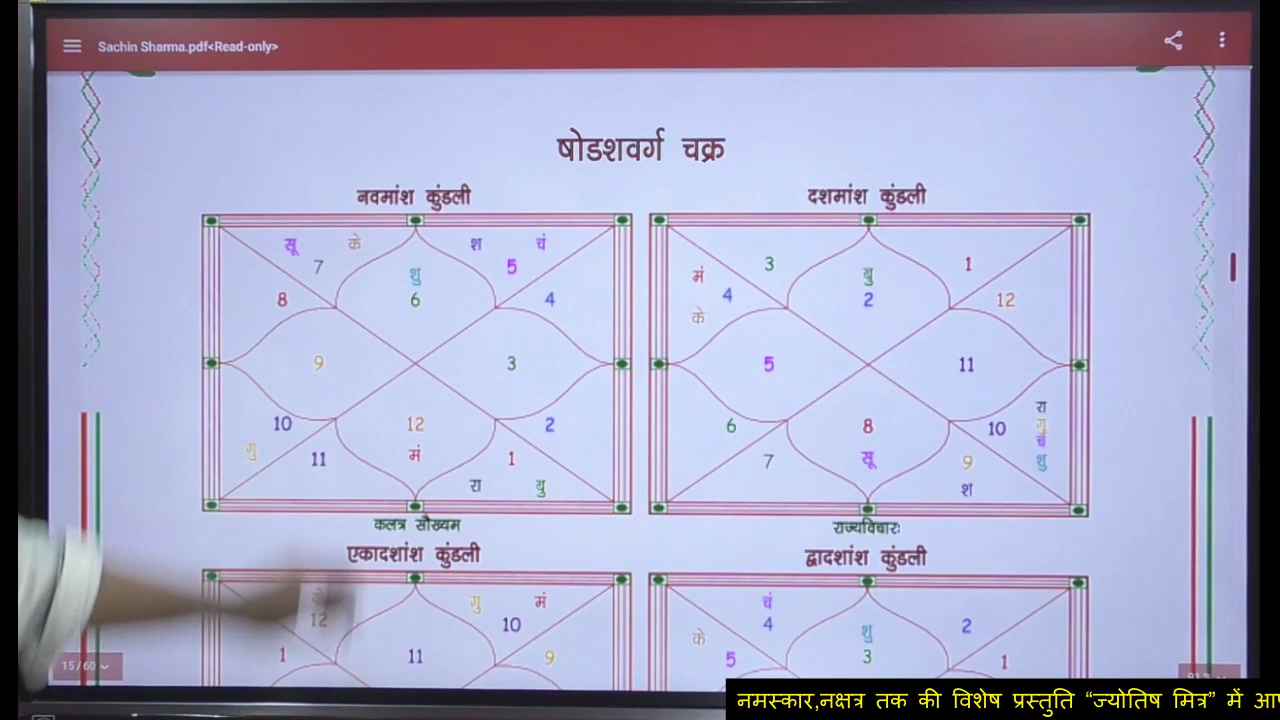 Sachin Sharma.pdf<Read-only>
षोडशवर्ग चक्र
नवमांश कुंडली
सू के
7
शु
6
श चं
5
8
4
9
3
10
गु
11
12
मं
2
1
रा बु
कलत्र सौख्यम
दशमांश कुंडली
3
मं
4
के
बु
2
1
12
5
11
6
7
8
सू
10
रा
गु
चं
शु
9
श
राज्यविचारः
एकादशांश कुंडली
12
1
11
गु मं
10
9
द्वादशांश कुंडली
चं
4
के
5
शु
3
2
1
15/60
नमस्कार,नक्षत्र तक की विशेष प्रस्तुति “ज्योतिष मित्र” में